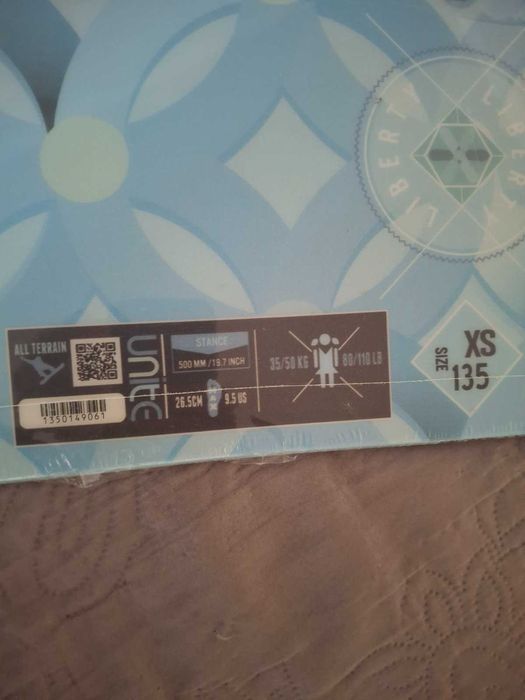 LIBERTY LIBERTY
ALL TERRAIN
unite
1350149061
STANCE
500 MM / 19.7 INCH
26.5CM 9.5 US
35/50 KG 80/110 LB
XS
SIZE 135